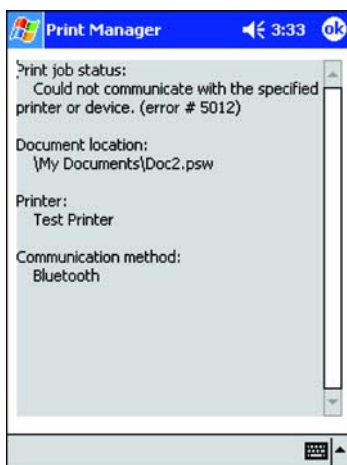 Print Manager 3:33 ok
Print job status:
Could not communicate with the specified
printer or device. (error # 5012)
Document location:
\My Documents\Doc2.psw
Printer:
Test Printer
Communication method:
Bluetooth